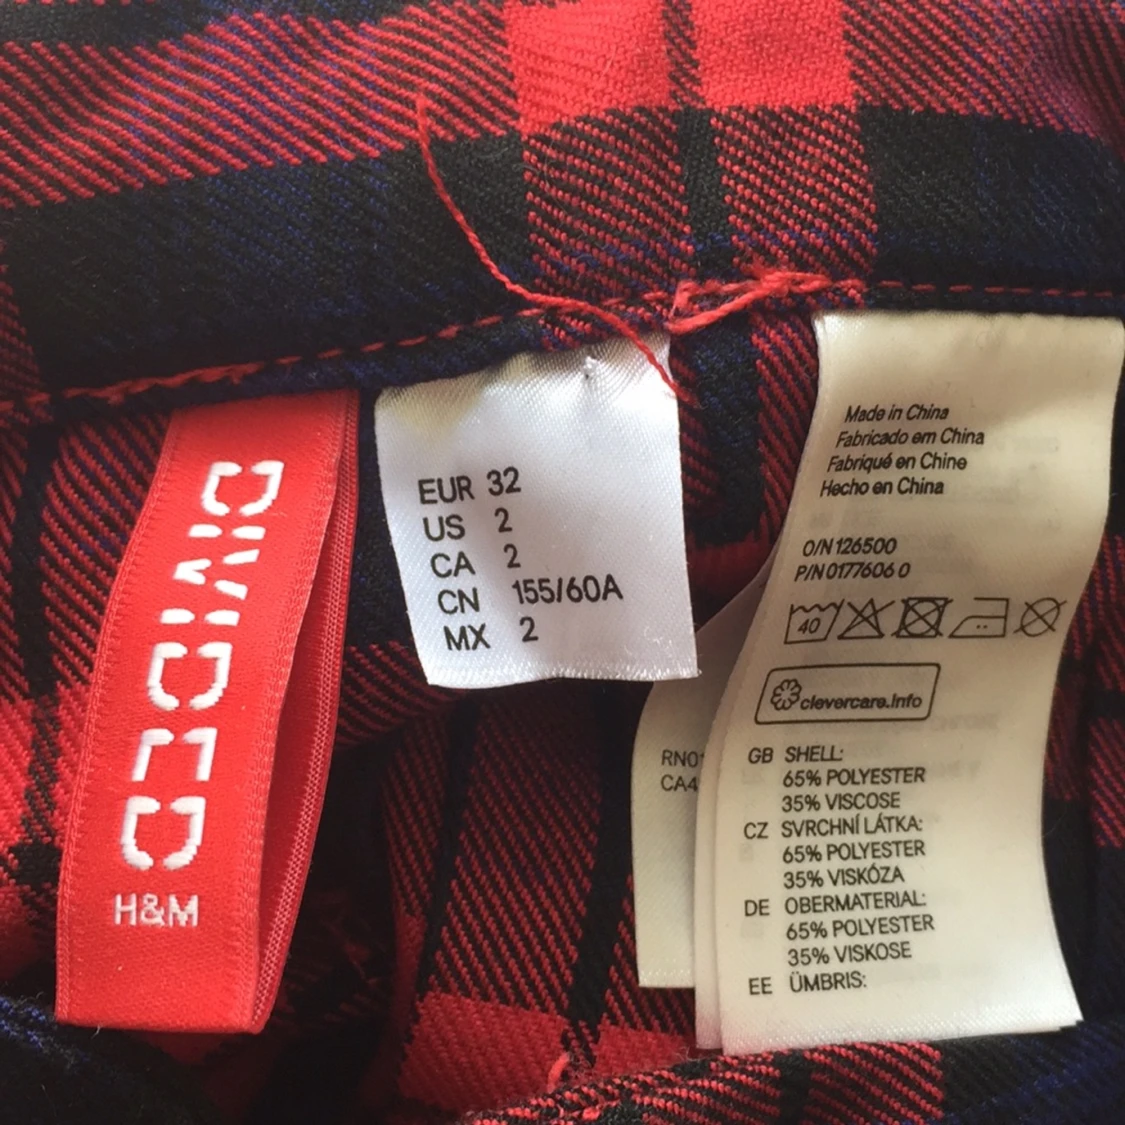 DIVIDED
H&M
EUR 32
US 2
CA 2
CN 155/60A
MX 2
Made in China
Fabricado em China
Fabriqué en Chine
Hecho en China
O/N 126500
P/N 0177606 0
40
clevercare.info
RN0
CA4
GB SHELL:
65% POLYESTER
35% VISCOSE
CZ SVRCHNÍ LÁTKA:
65% POLYESTER
35% VISKÓZA
DE OBERMATERIAL:
65% POLYESTER
35% VISKOSE
EE ÜMBRIS: